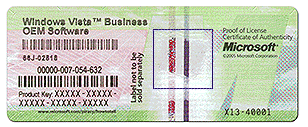 Windows Vista™ Business
OEM Software
66J-02818
00000-007-054-632
Product Key: XXXXX-XXXXX-
XXXXX-XXXXX-XXXXX
Label not to be
sold separately
Proof of License
Certificate of Authenticity
Microsoft®
©2005 Microsoft Corporation
X13-40001